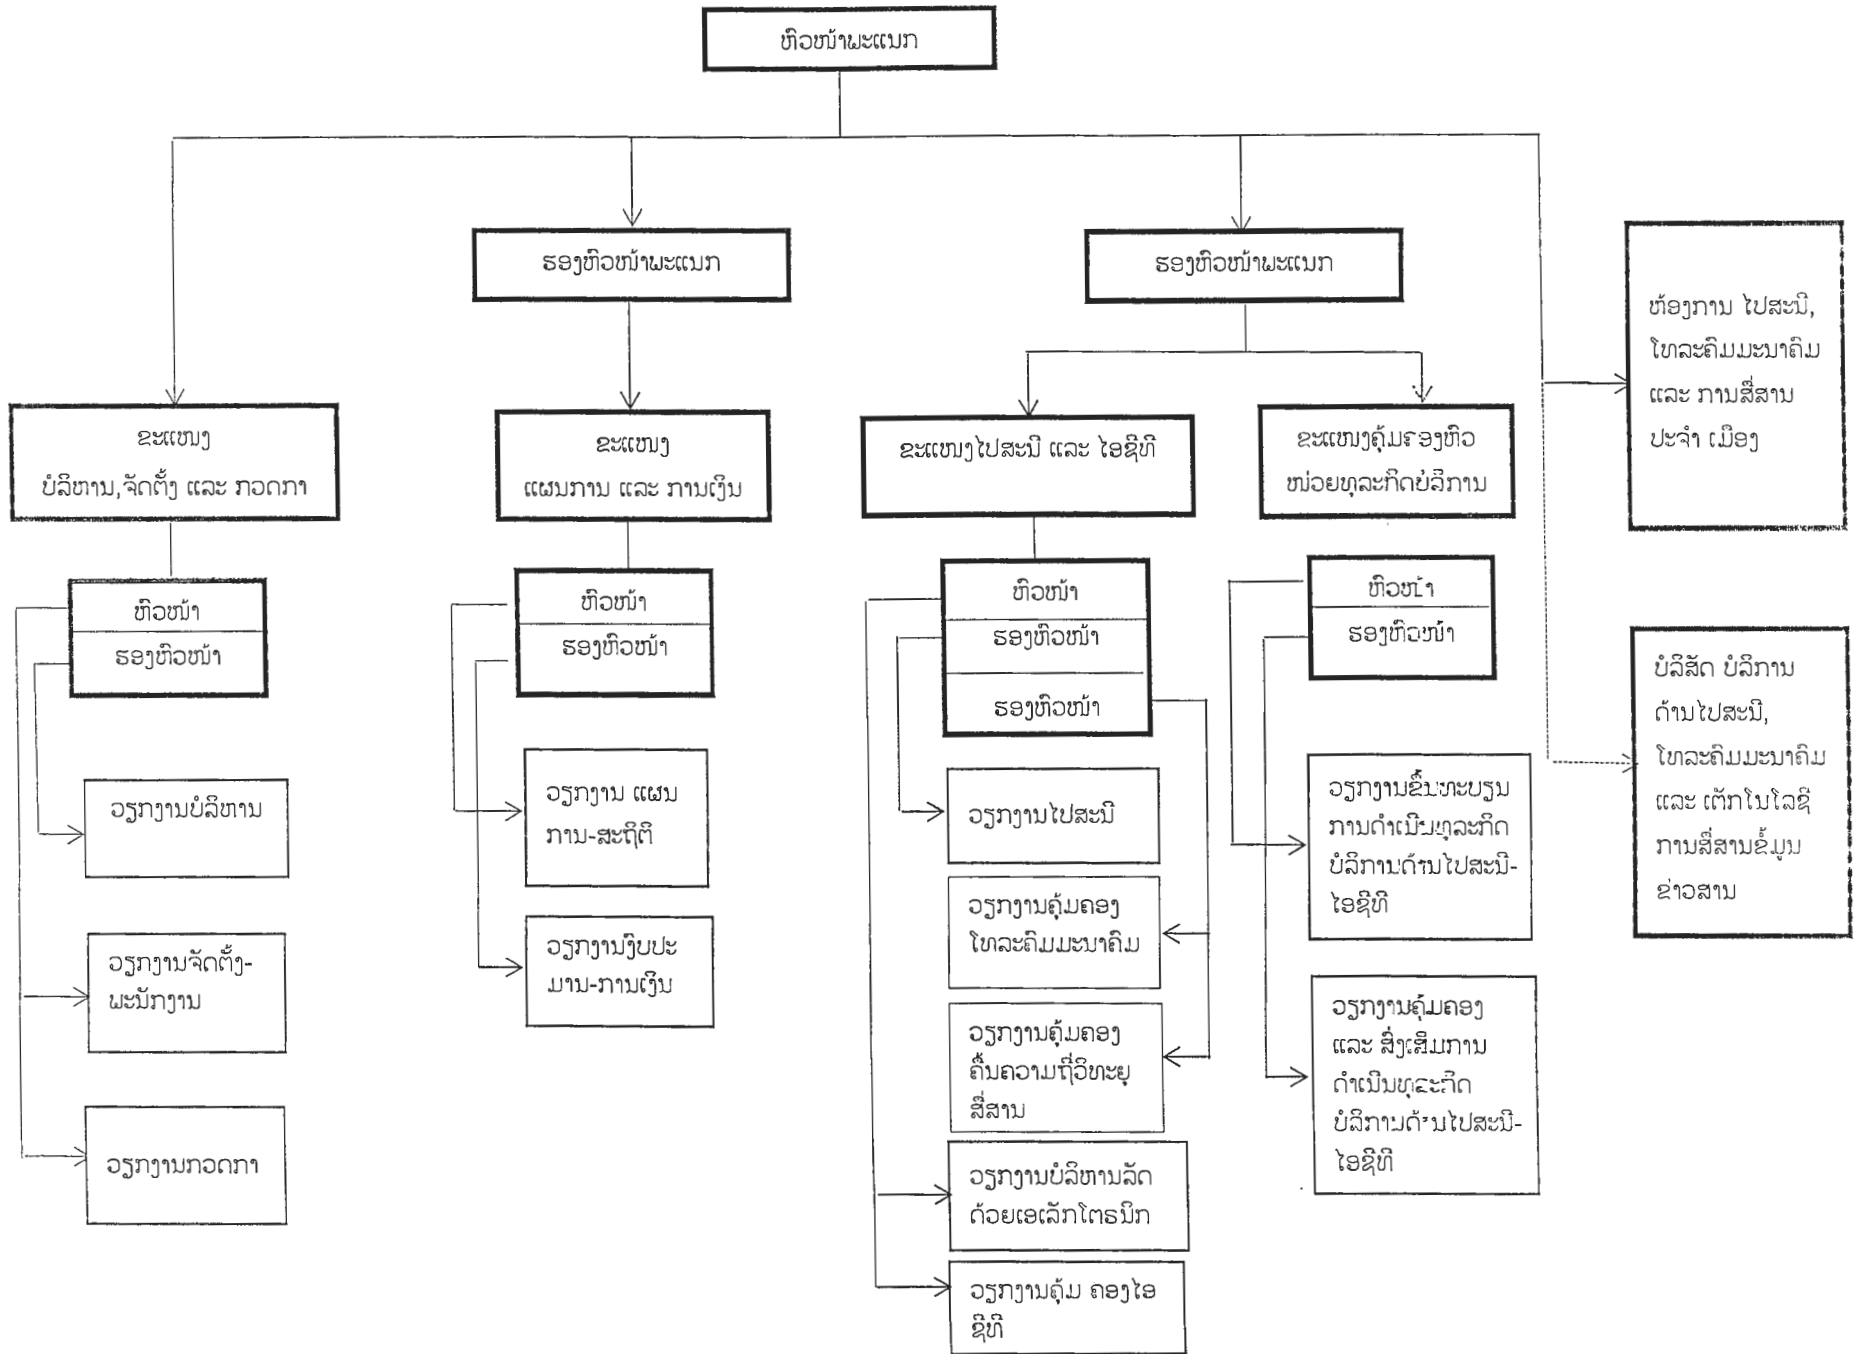 ຫົວໜ້າພະແນກ
ຮອງຫົວໜ້າພະແນກ
ຮອງຫົວໜ້າພະແນກ
ຫ້ອງການ ໄປສະນີ,
ໂທລະຄົມມະນາຄົມ
ແລະ ການສື່ສານ
ປະຈຳ ເມືອງ
ຂະແໜງ
ບໍລິຫານ,ຈັດຕັ້ງ ແລະ ກວດກາ
ຂະແໜງ
ແຜນການ ແລະ ການເງິນ
ຂະແໜງໄປສະນີ ແລະ ໄອຊີທີ
ຂະແໜງຄຸ້ມຄອງຫົວ
ໜ່ວຍທຸລະກິດບໍລິການ
ຫົວໜ້າ
ຮອງຫົວໜ້າ
ຫົວໜ້າ
ຮອງຫົວໜ້າ
ຫົວໜ້າ
ຮອງຫົວໜ້າ
ຮອງຫົວໜ້າ
ຫົວໜ້າ
ຮອງຫົວໜ້າ
ບໍລິສັດ ບໍລິການ
ດ້ານໄປສະນີ,
ໂທລະຄົມມະນາຄົມ
ແລະ ເຕັກໂນໂລຊີ
ການສື່ສານຂໍ້ມູນ
ຂ່າວສານ
ວຽກງານບໍລິຫານ
ວຽກງານຈັດຕັ້ງ-
ພະນັກງານ
ວຽກງານກວດກາ
ວຽກງານ ແຜນ
ການ-ສະຖິຕິ
ວຽກງານງົບປະ
ມານ-ການເງິນ
ວຽກງານໄປສະນີ
ວຽກງານຄຸ້ມຄອງ
ໂທລະຄົມມະນາຄົມ
ວຽກງານຄຸ້ມຄອງ
ຄື້ນຄວາມຖີ່ວິທະຍຸ
ສື່ສານ
ວຽກງານບໍລິຫານລັດ
ດ້ວຍເອເລັກໂຕຣນິກ
ວຽກງານຄຸ້ມ ຄອງໄອ
ຊີທີ
ວຽກງານຂຶ້ນທະບຽນ
ການດຳເນີນທຸລະກິດ
ບໍລິການດ້ານໄປສະນີ-
ໄອຊີທີ
ວຽກງານຄຸ້ມຄອງ
ແລະ ສົ່ງເສີມການ
ດຳເນີນທຸລະກິດ
ບໍລິການດ້ານໄປສະນີ-
ໄອຊີທີ